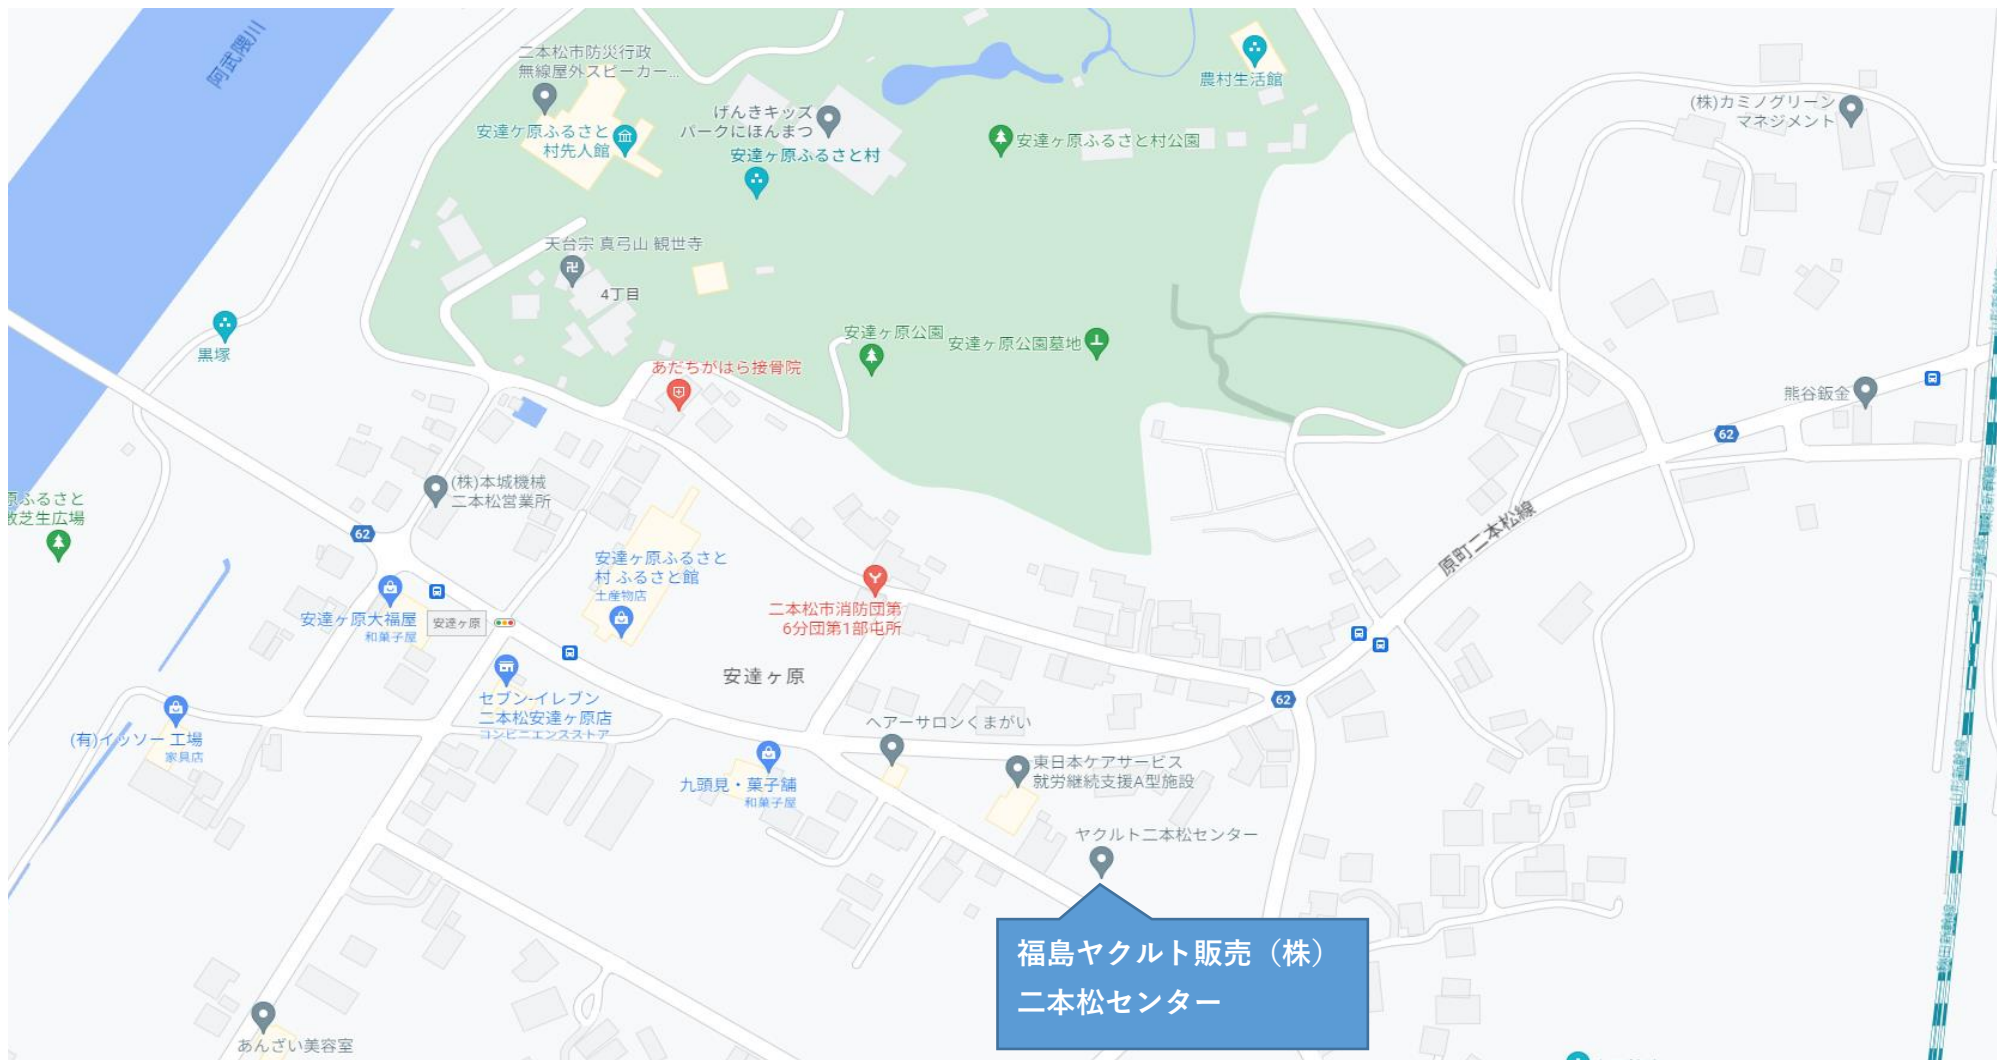 阿武隈川
二本松市防災行政
無線屋外スピーカー...
農村生活館
げんきキッズ
パークにほんまつ
安達ケ原ふるさと
村先人館
安達ヶ原ふるさと村
安達ヶ原ふるさと村公園
(株)カミノグリーン
マネジメント
天台宗 真弓山 観世寺
4丁目
黒塚
安達ヶ原公園
安達ヶ原公園墓地
あだちがはら接骨院
熊谷鈑金
62
(株)本城機械
二本松営業所
原ふるさと
敷芝生広場
62
原町二本松線
安達ヶ原ふるさと
村 ふるさと館
土産物店
安達ヶ原大福屋
和菓子屋
安達ヶ原
二本松市消防団第
6分団第1部屯所
安達ヶ原
セブン-イレブン
二本松安達ヶ原店
コンビニエンスストア
62
(有)イッソー 工場
家具店
ヘアーサロンくまがい
九頭見・菓子舗
和菓子屋
東日本ケアサービス
就労継続支援A型施設
ヤクルト二本松センター
福島ヤクルト販売（株）
二本松センター
あんざい美容室
山形新幹線
秋田新幹線